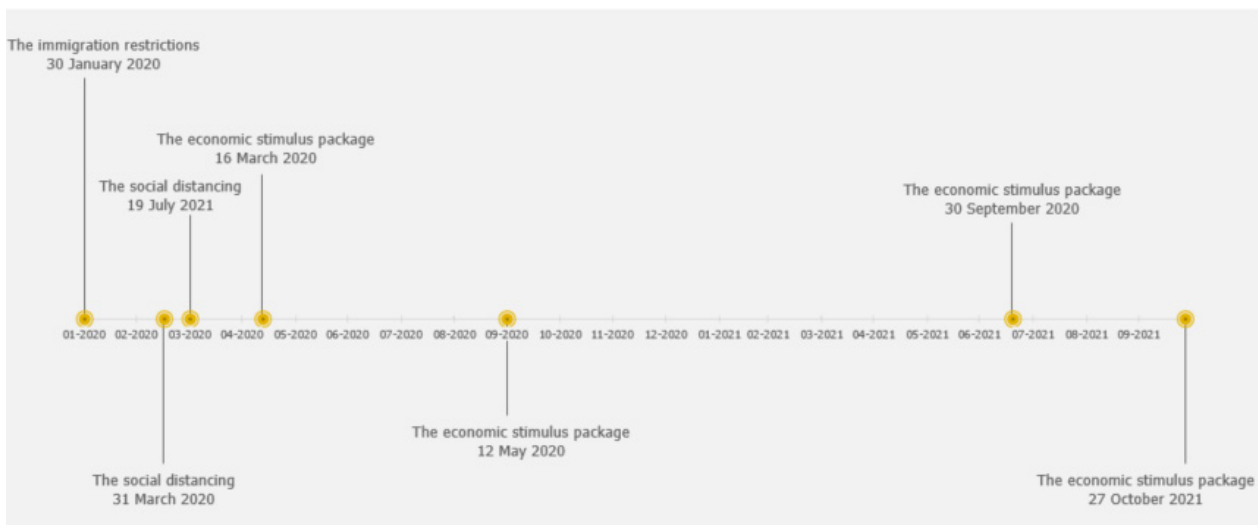 The immigration restrictions
30 January 2020
The economic stimulus package
16 March 2020
The social distancing
19 July 2021
The economic stimulus package
30 September 2020
01-2020 02-2020 03-2020 04-2020 05-2020 06-2020 07-2020 08-2020 09-2020 10-2020 11-2020 12-2020 01-2021 02-2021 03-2021 04-2021 05-2021 06-2021 07-2021 08-2021 09-2021
The economic stimulus package
12 May 2020
The social distancing
31 March 2020
The economic stimulus package
27 October 2021